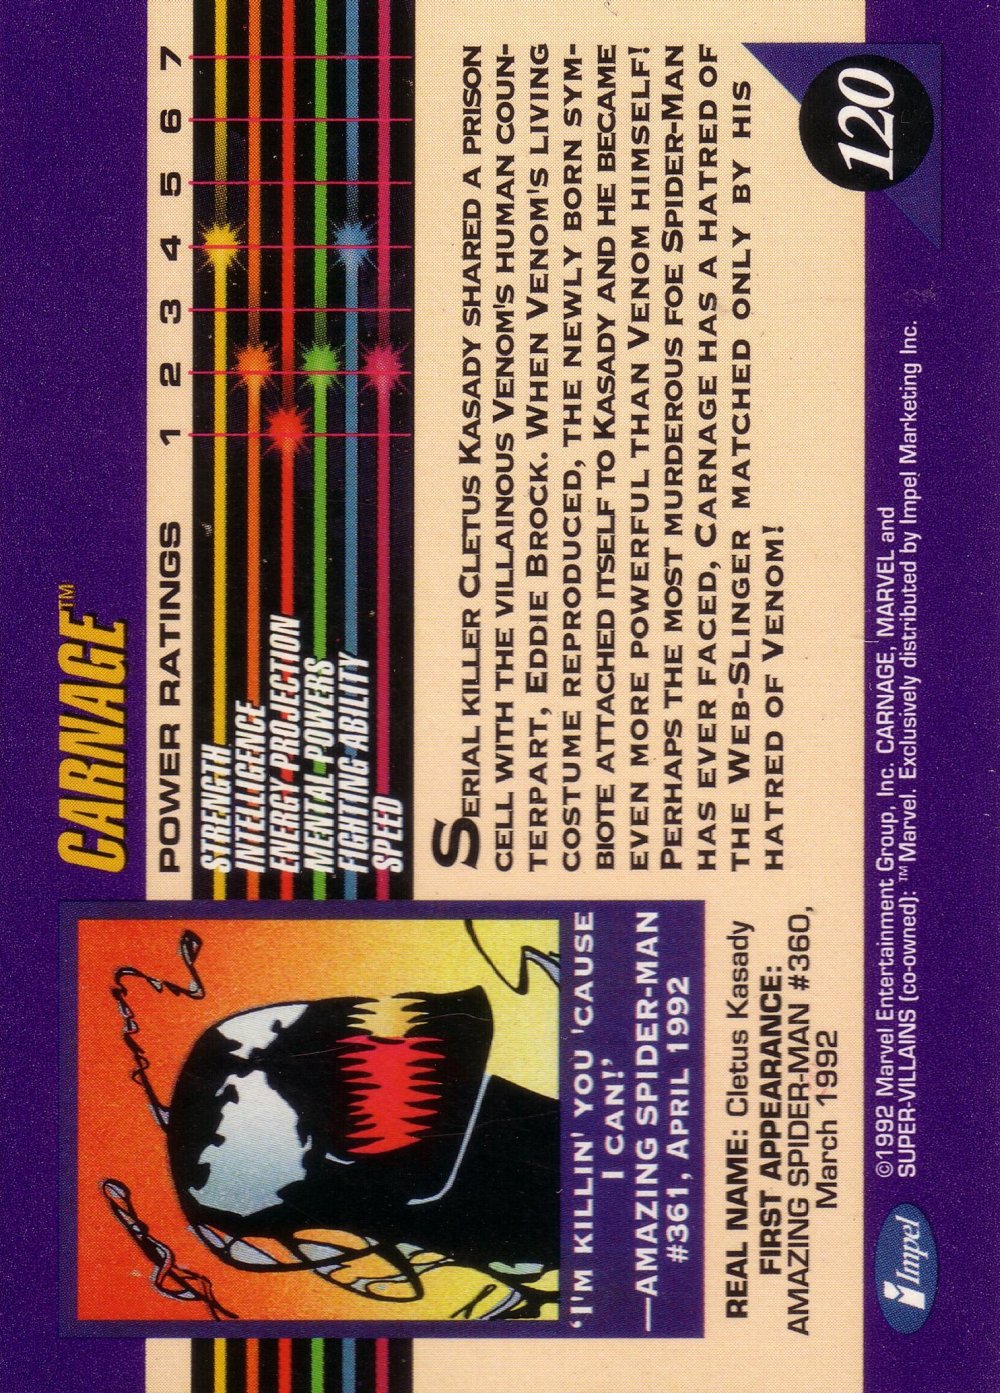 CARNAGE™
POWER RATINGS 1 2 3 4 5 6 7
STRENGTH
INTELLIGENCE
ENERGY PROJECTION
MENTAL POWERS
FIGHTING ABILITY
SPEED
'I'M KILLIN' YOU 'CAUSE
I CAN!'
—AMAZING SPIDER-MAN
#361, APRIL 1992
REAL NAME: Cletus Kasady
FIRST APPEARANCE:
AMAZING SPIDER-MAN #360,
March 1992
SERIAL KILLER CLETUS KASADY SHARED A PRISON
CELL WITH THE VILLAINOUS VENOM'S HUMAN COUN-
TERPART, EDDIE BROCK. WHEN VENOM'S LIVING
COSTUME REPRODUCED, THE NEWLY BORN SYM-
BIOTE ATTACHED ITSELF TO KASADY AND HE BECAME
EVEN MORE POWERFUL THAN VENOM HIMSELF!
PERHAPS THE MOST MURDEROUS FOE SPIDER-MAN
HAS EVER FACED, CARNAGE HAS A HATRED OF
THE WEB-SLINGER MATCHED ONLY BY HIS
HATRED OF VENOM!
120
Impel
©1992 Marvel Entertainment Group, Inc. CARNAGE, MARVEL and
SUPER-VILLAINS (co-owned): ™Marvel. Exclusively distributed by Impel Marketing Inc.